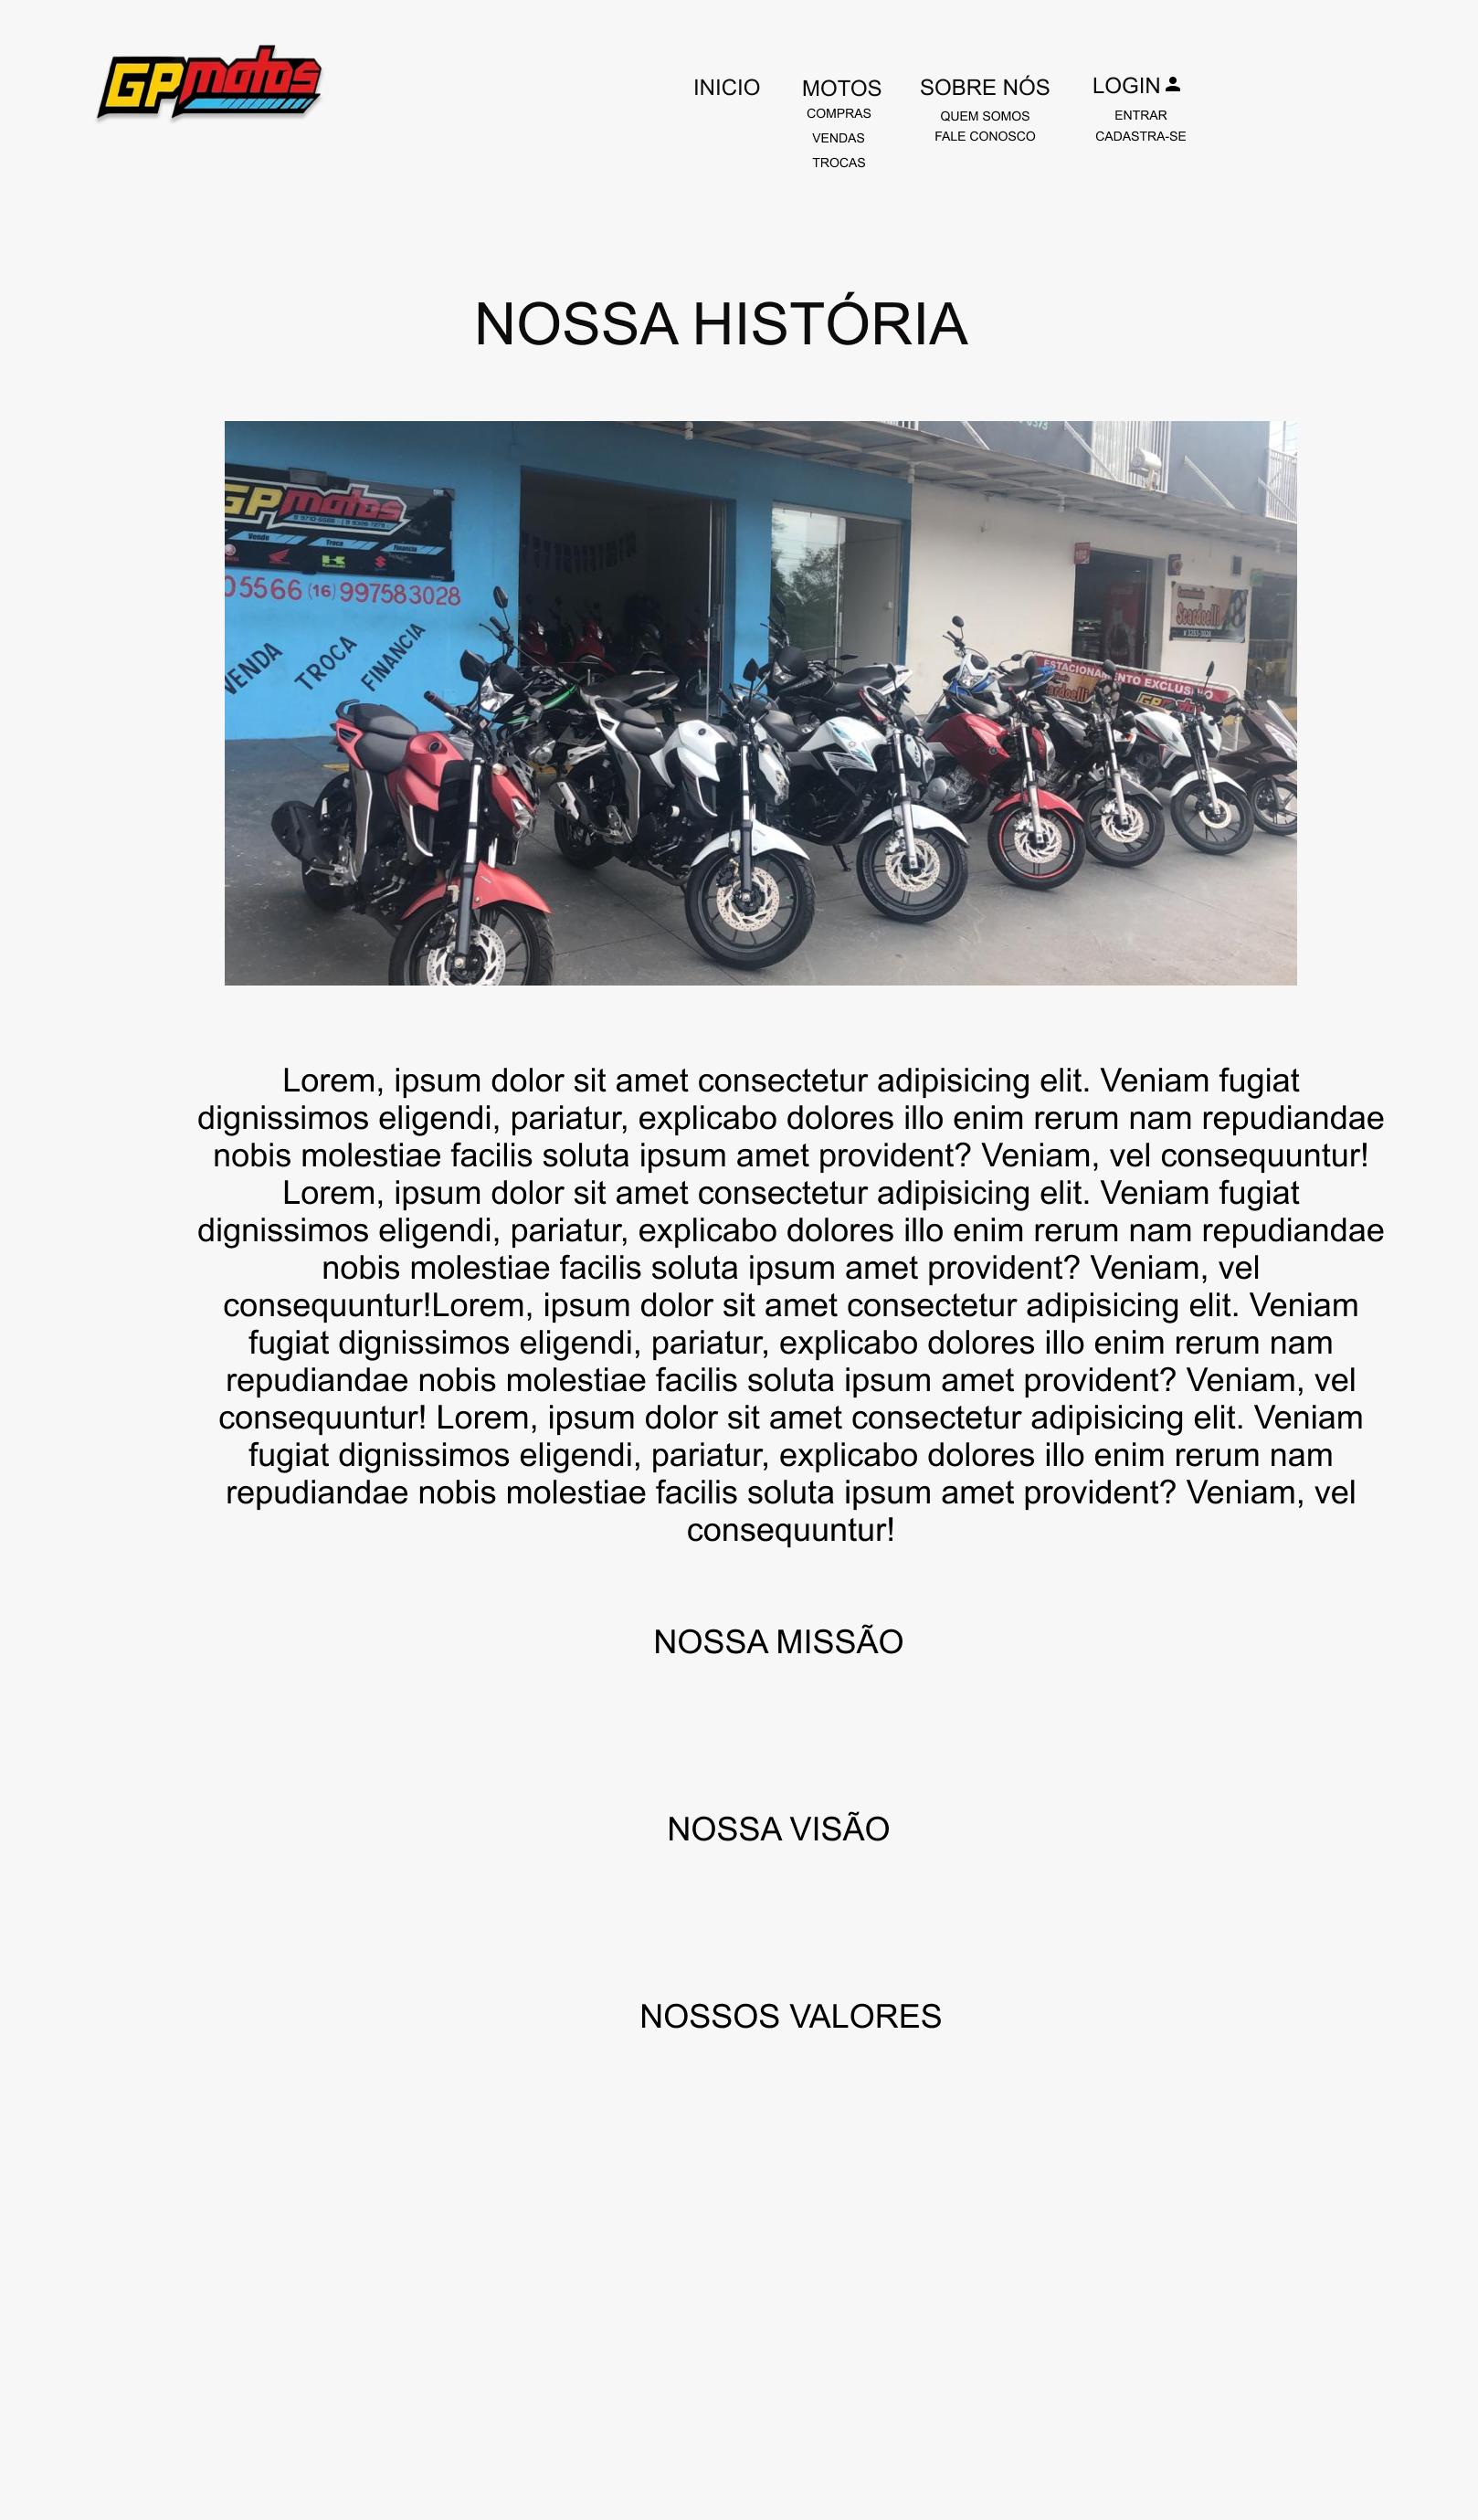 GPmotos
INICIO
MOTOS
SOBRE NÓS
LOGIN
COMPRAS
VENDAS
TROCAS
QUEM SOMOS
FALE CONOSCO
ENTRAR
CADASTRA-SE
NOSSA HISTÓRIA
GPmotos
Vende Troca Financia
05566 (16) 997583028
VENDA TROCA FINANCIA
Scardoelli
3253-3026
ESTACIONAMENTO EXCLUSIVO
GP
Lorem, ipsum dolor sit amet consectetur adipisicing elit. Veniam fugiat
dignissimos eligendi, pariatur, explicabo dolores illo enim rerum nam repudiandae
nobis molestiae facilis soluta ipsum amet provident? Veniam, vel consequuntur!
Lorem, ipsum dolor sit amet consectetur adipisicing elit. Veniam fugiat
dignissimos eligendi, pariatur, explicabo dolores illo enim rerum nam repudiandae
nobis molestiae facilis soluta ipsum amet provident? Veniam, vel
consequuntur!Lorem, ipsum dolor sit amet consectetur adipisicing elit. Veniam
fugiat dignissimos eligendi, pariatur, explicabo dolores illo enim rerum nam
repudiandae nobis molestiae facilis soluta ipsum amet provident? Veniam, vel
consequuntur! Lorem, ipsum dolor sit amet consectetur adipisicing elit. Veniam
fugiat dignissimos eligendi, pariatur, explicabo dolores illo enim rerum nam
repudiandae nobis molestiae facilis soluta ipsum amet provident? Veniam, vel
consequuntur!
NOSSA MISSÃO
NOSSA VISÃO
NOSSOS VALORES